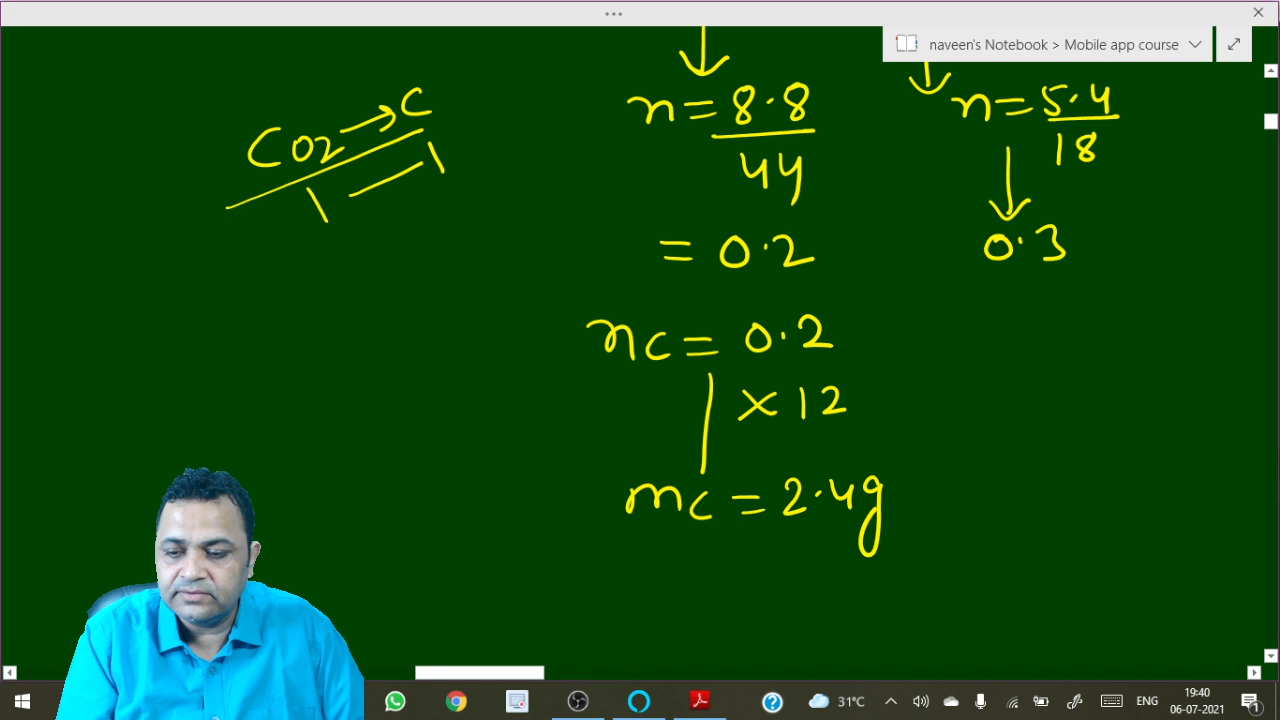 naveen's Notebook > Mobile app course
CO2 → C
1 — 1
n = 8.8
44
= 0.2
nc = 0.2
× 12
mc = 2.4g
n = 5.4
18
0.3
31°C
ENG
19:40
06-07-2021
1